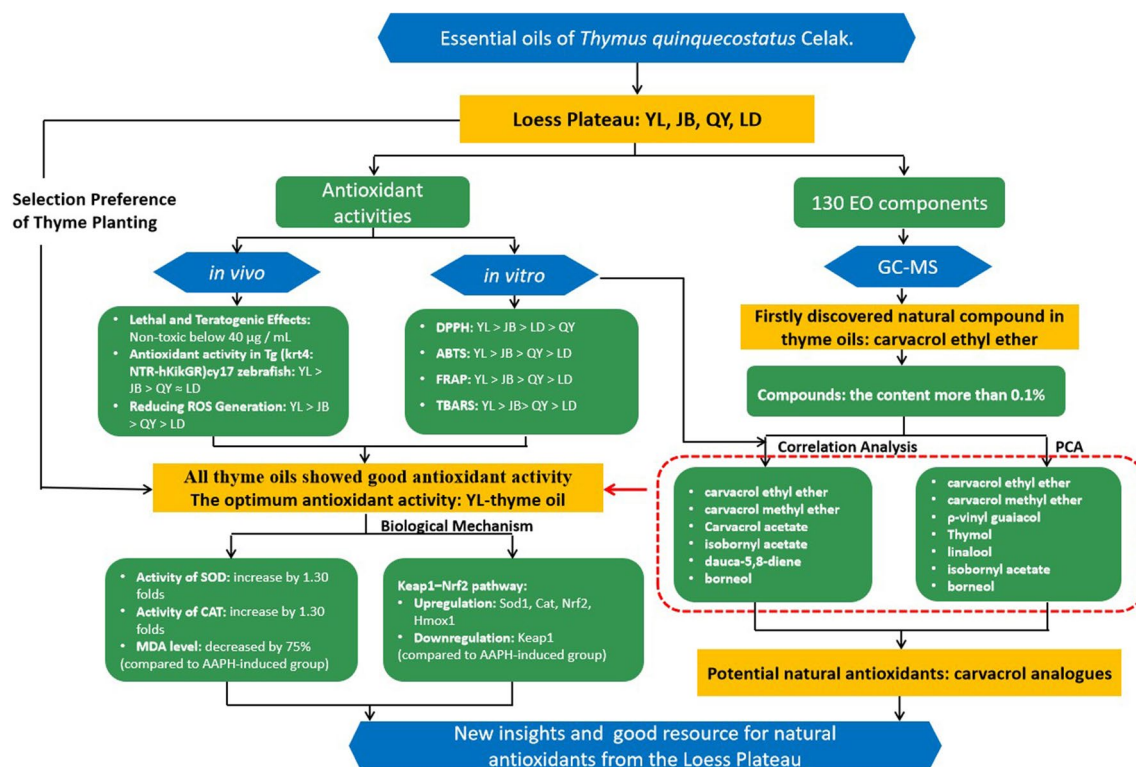 Essential oils of Thymus quinquecostatus Celak.
Loess Plateau: YL, JB, QY, LD
Selection Preference
of Thyme Planting
Antioxidant
activities
130 EO components
in vivo
in vitro
GC-MS
• Lethal and Teratogenic Effects:
Non-toxic below 40 μg / mL
• Antioxidant activity in Tg (krt4:
NTR-hKikGR)cy17 zebrafish: YL >
JB > QY ≈ LD
• Reducing ROS Generation: YL > JB
> QY > LD
• DPPH: YL > JB > LD > QY
• ABTS: YL > JB > QY > LD
• FRAP: YL > JB > QY > LD
• TBARS: YL > JB> QY > LD
Firstly discovered natural compound in
thyme oils: carvacrol ethyl ether
Compounds: the content more than 0.1%
Correlation Analysis
PCA
All thyme oils showed good antioxidant activity
The optimum antioxidant activity: YL-thyme oil
• carvacrol ethyl ether
• carvacrol methyl ether
• Carvacrol acetate
• isobornyl acetate
• dauca-5,8-diene
• borneol
• carvacrol ethyl ether
• carvacrol methyl ether
• ρ-vinyl guaiacol
• Thymol
• linalool
• isobornyl acetate
• borneol
Biological Mechanism
• Activity of SOD: increase by 1.30
folds
• Activity of CAT: increase by 1.30
folds
• MDA level: decreased by 75%
(compared to AAPH-induced group)
Keap1–Nrf2 pathway:
• Upregulation: Sod1, Cat, Nrf2,
Hmox1
• Downregulation: Keap1
(compared to AAPH-induced group)
Potential natural antioxidants: carvacrol analogues
New insights and good resource for natural
antioxidants from the Loess Plateau